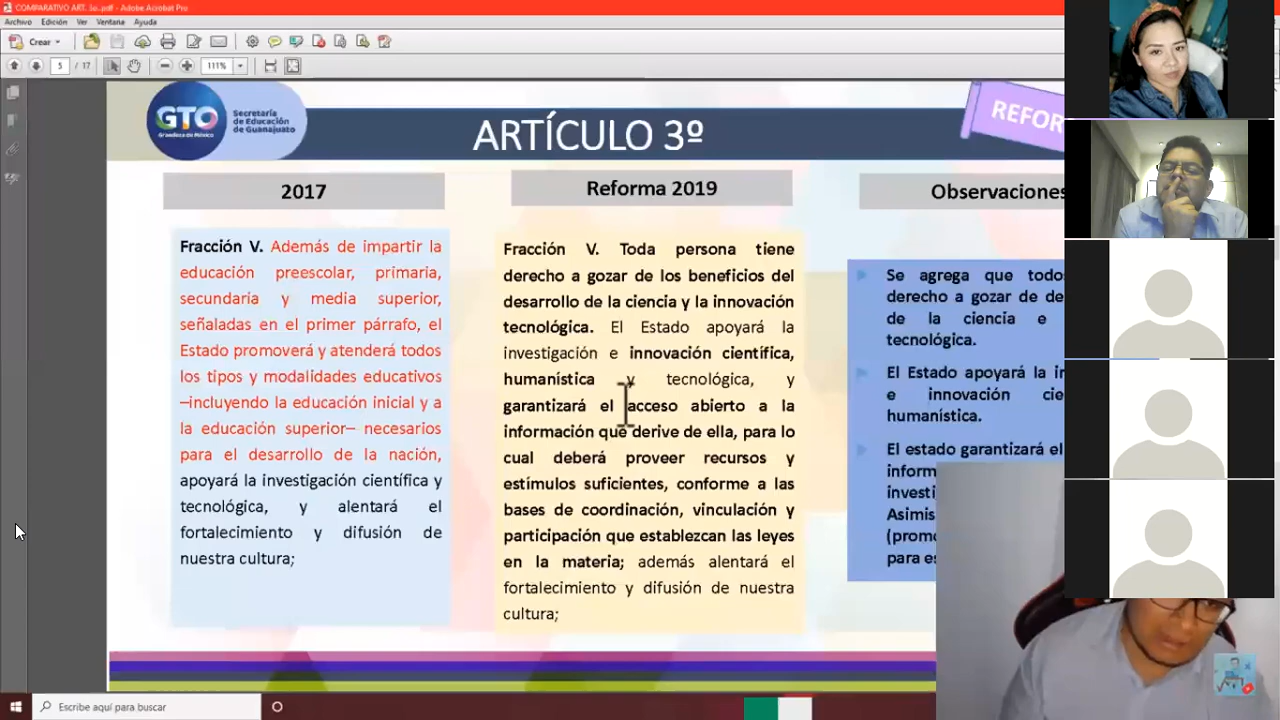 COMPARATIVO ART. 3o..pdf - Adobe Acrobat Pro
Archivo Edición Ver Ventana Ayuda
Crear
5 / 17 111%
GTO
Grandeza de México
Secretaría
de Educación
de Guanajuato
ARTÍCULO 3º
REFOR
2017
Reforma 2019
Observaciones
Fracción V. Además de impartir la
educación preescolar, primaria,
secundaria y media superior,
señaladas en el primer párrafo, el
Estado promoverá y atenderá todos
los tipos y modalidades educativos
–incluyendo la educación inicial y a
la educación superior– necesarios
para el desarrollo de la nación,
apoyará la investigación científica y
tecnológica, y alentará el
fortalecimiento y difusión de
nuestra cultura;
Fracción V. Toda persona tiene
derecho a gozar de los beneficios del
desarrollo de la ciencia y la innovación
tecnológica. El Estado apoyará la
investigación e innovación científica,
humanística y tecnológica, y
garantizará el acceso abierto a la
información que derive de ella, para lo
cual deberá proveer recursos y
estímulos suficientes, conforme a las
bases de coordinación, vinculación y
participación que establezcan las leyes
en la materia; además alentará el
fortalecimiento y difusión de nuestra
cultura;
Se agrega que todos
derecho a gozar de de
de la ciencia e
tecnológica.
El Estado apoyará la in
e innovación cie
humanística.
El estado garantizará el
inform
investi
Asimis
(promo
para es
Escribe aquí para buscar